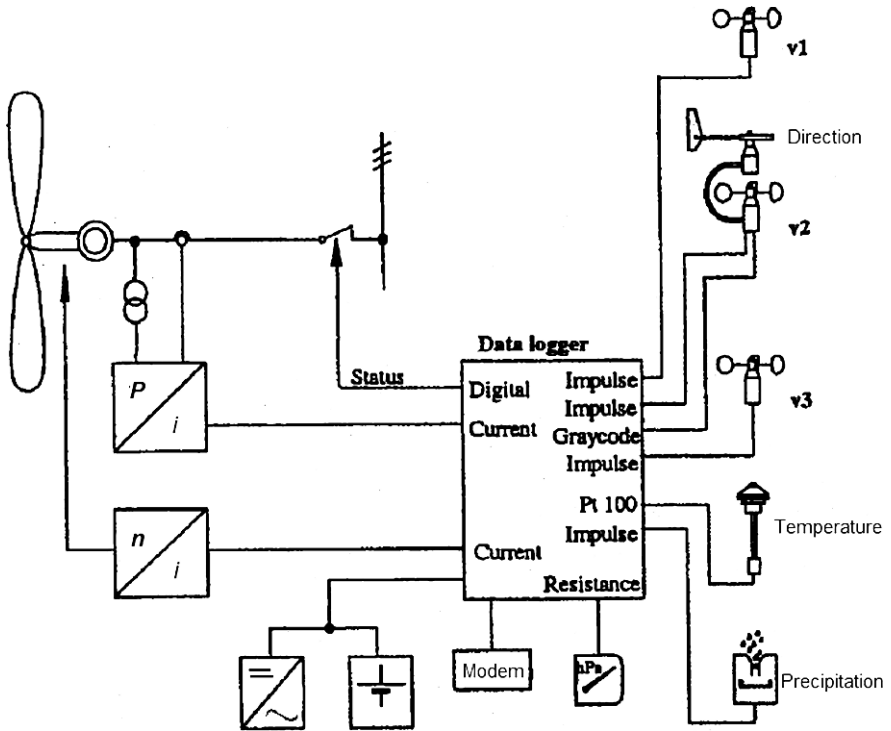 v1
Direction
v2
Data logger
Status
Digital
Impulse
v3
P
i
Current
Impulse
Graycode
Impulse
Pt 100
Temperature
n
i
Current
Impulse
Resistance
Modem
hPa
Precipitation